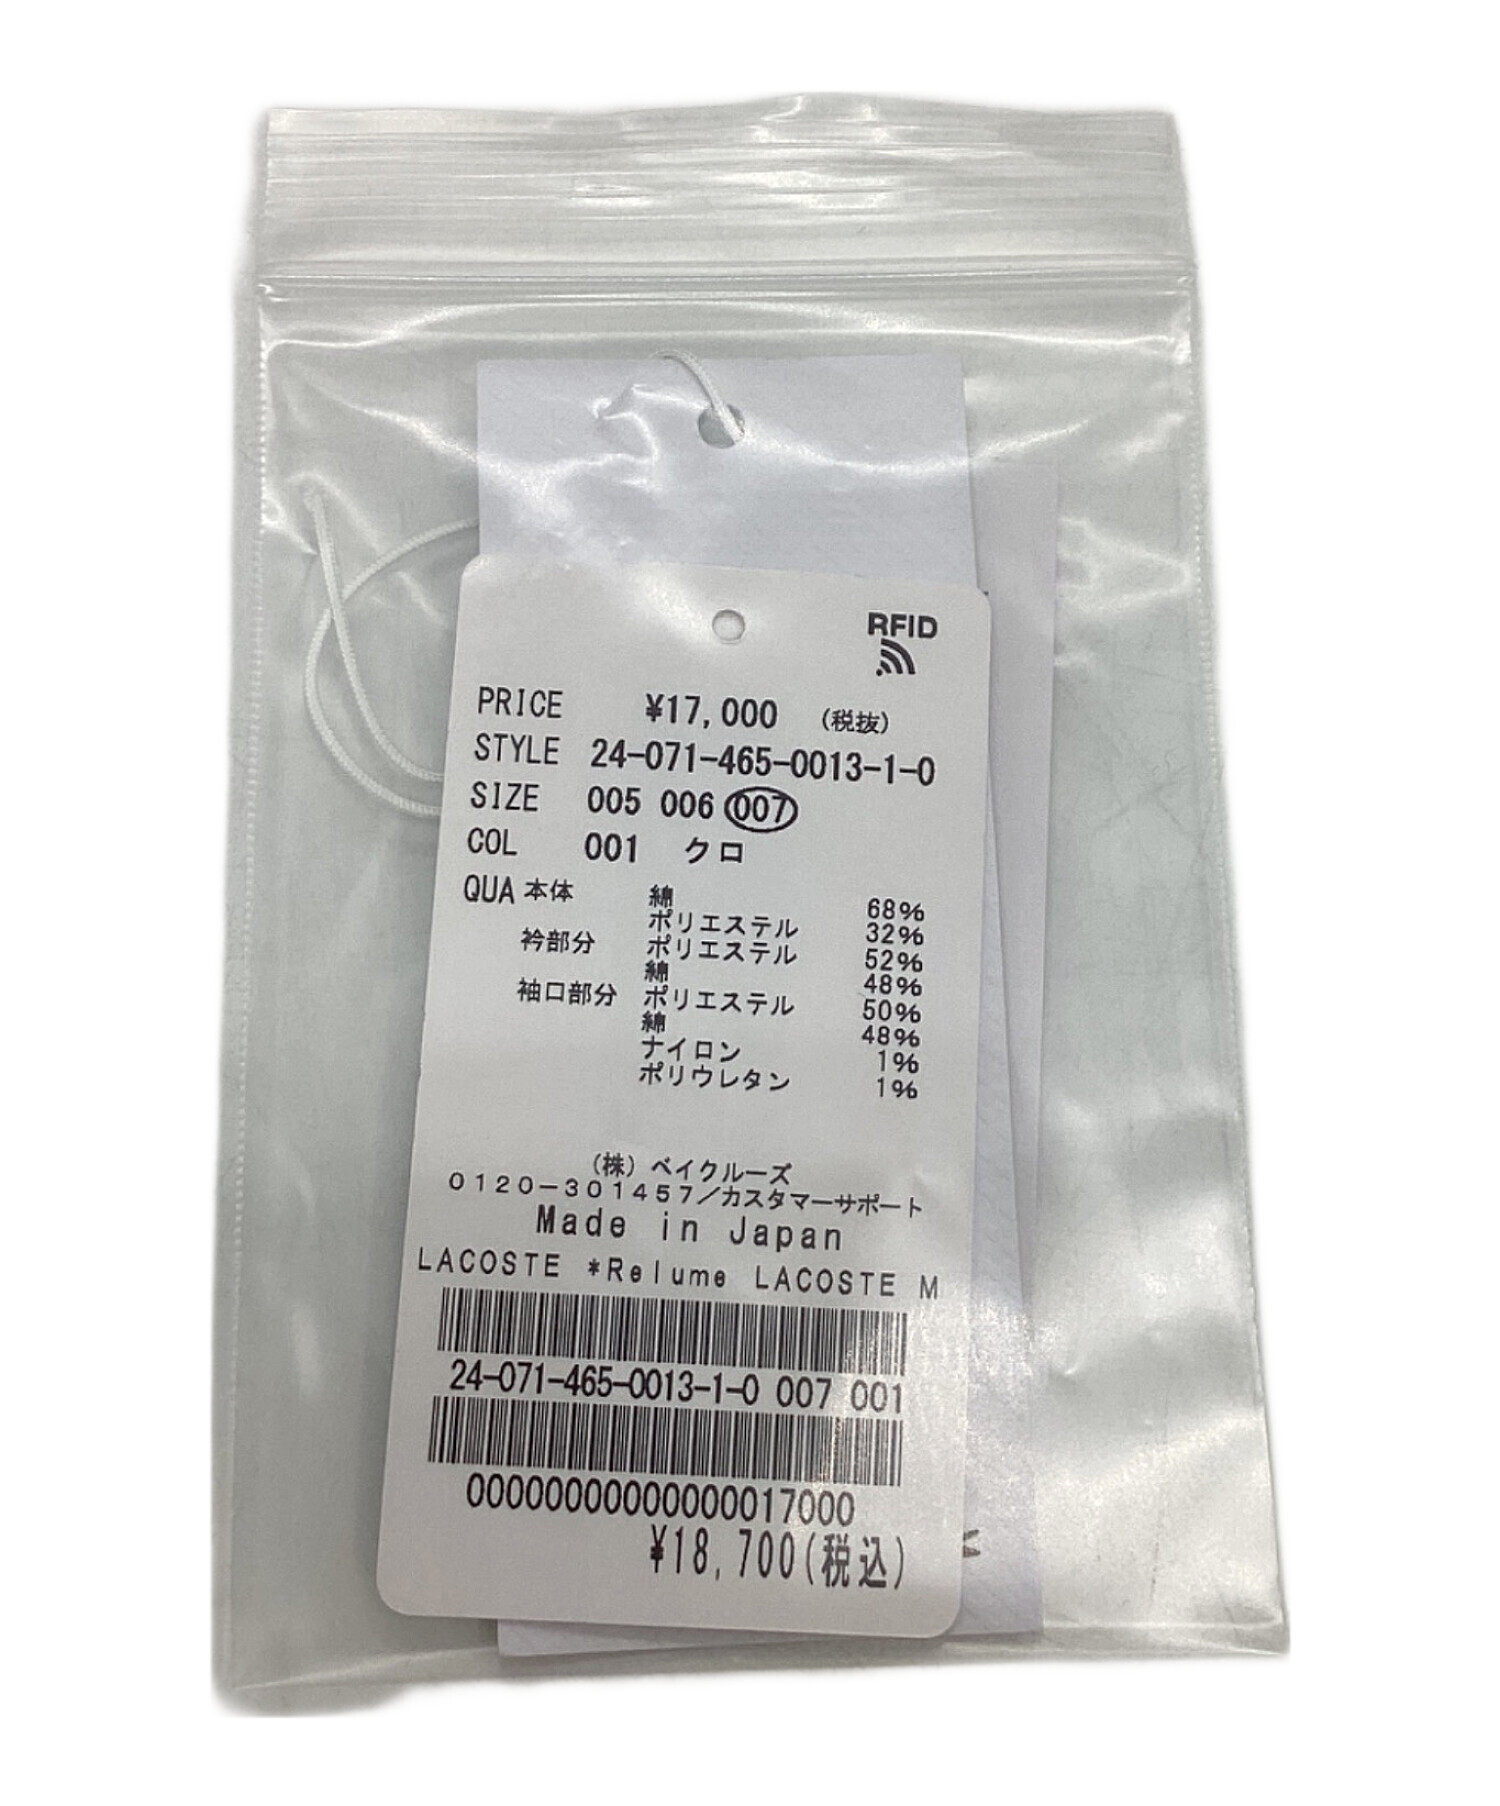 RFID
PRICE ¥17,000 (税抜)
STYLE 24-071-465-0013-1-0
SIZE 005 006 007
COL 001 クロ
QUA 本体 綿 68%
ポリエステル 32%
衿部分 ポリエステル 52%
綿 48%
袖口部分 ポリエステル 50%
綿 48%
ナイロン 1%
ポリウレタン 1%
(株)ベイクルーズ
0120-301457/カスタマーサポート
Made in Japan
LACOSTE *Relume LACOSTE M
24-071-465-0013-1-0 007 001
00000000000000017000
¥18,700(税込)